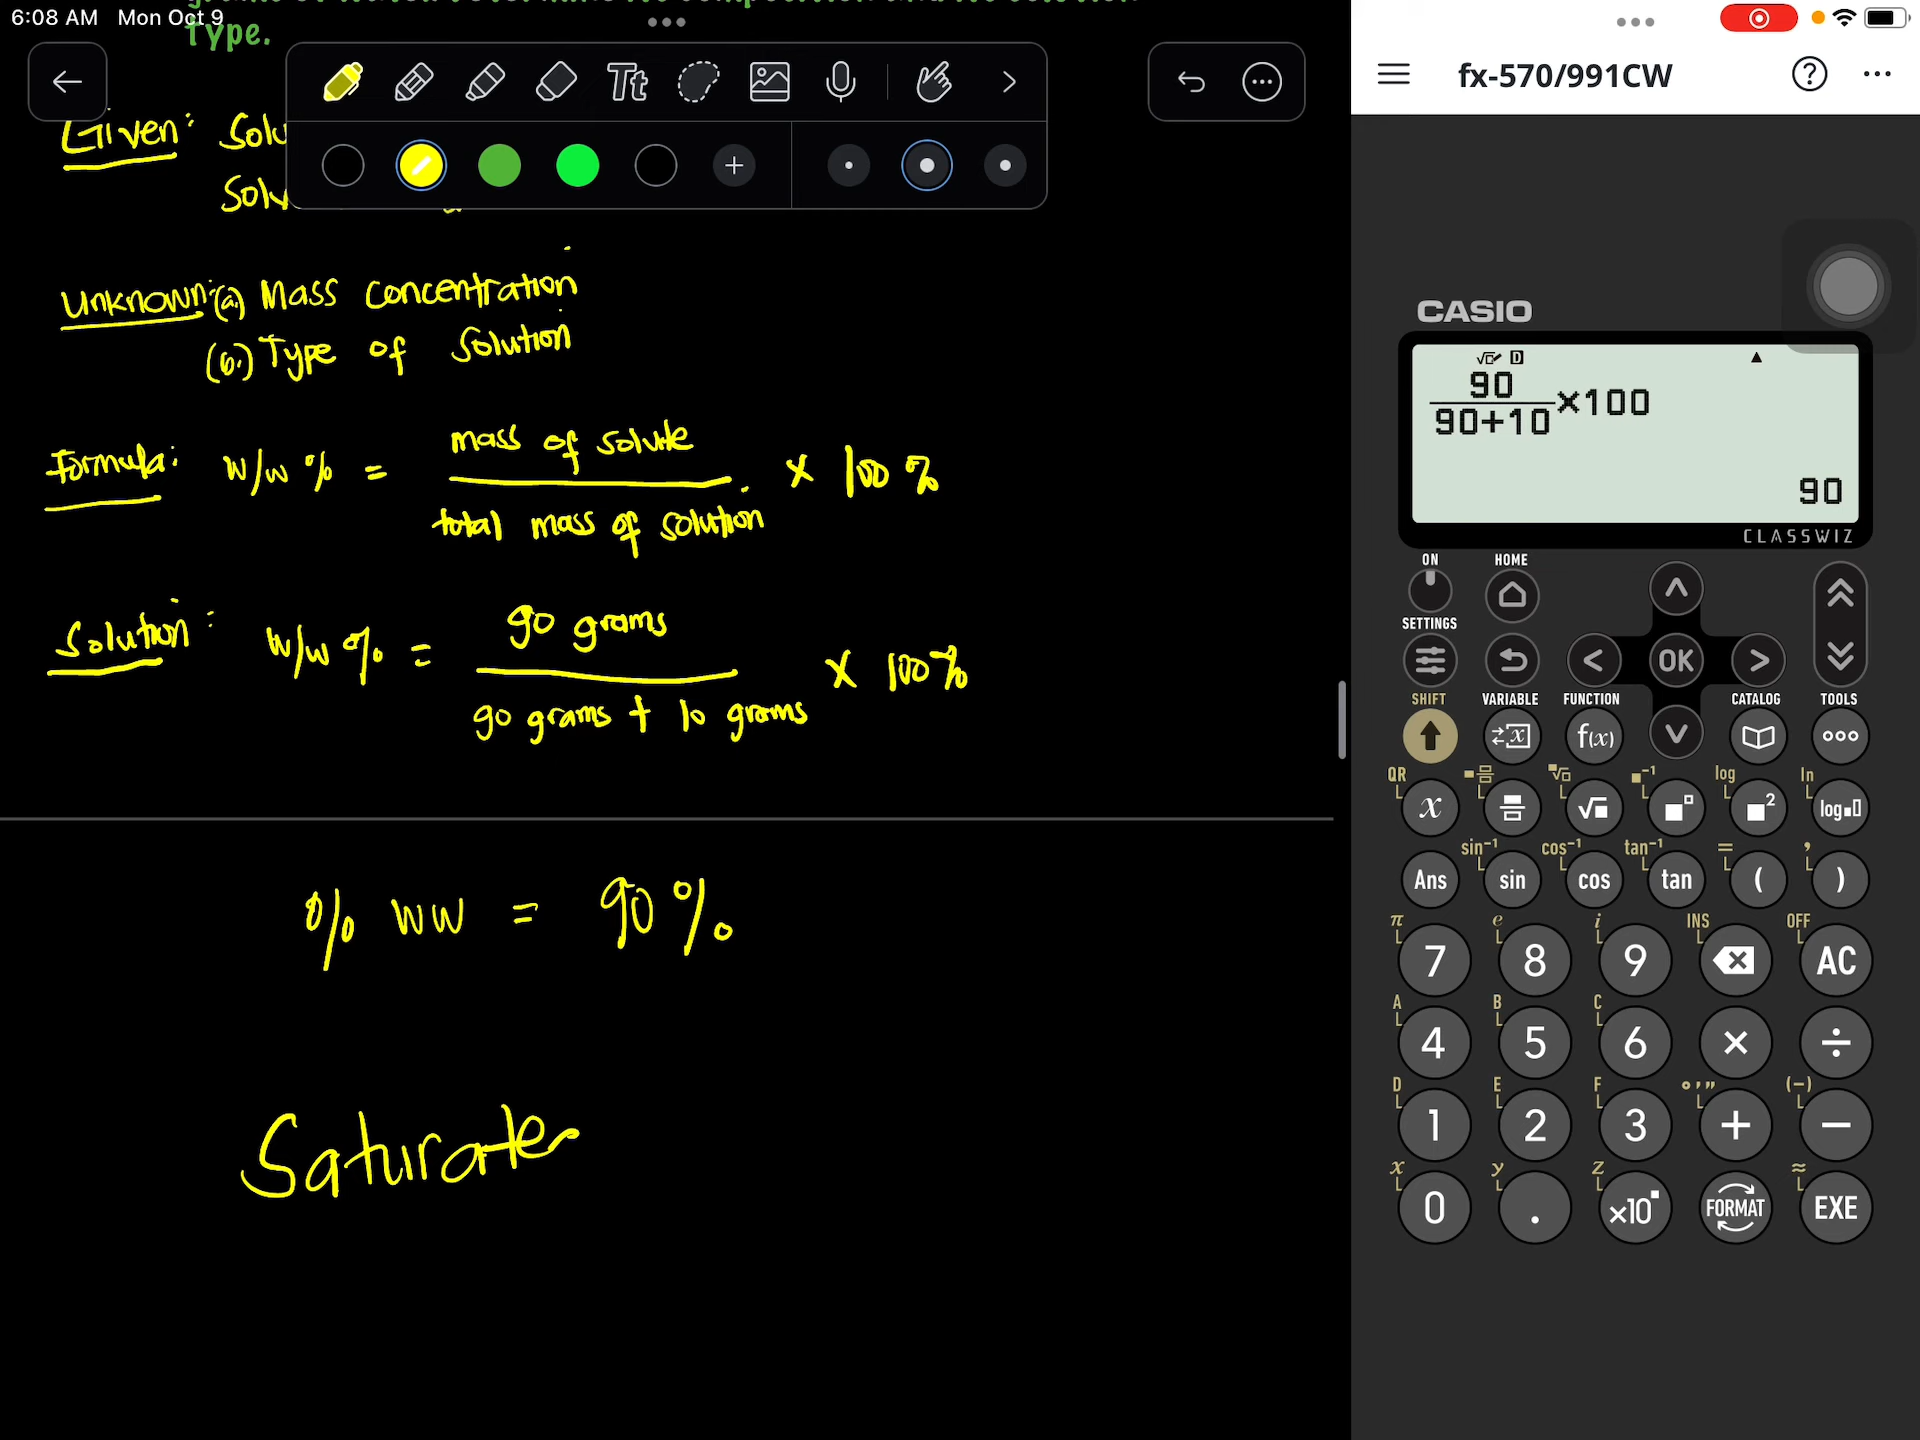 6:08 AM Mon Oct 9
Type.
Given: Solu
Solv
Unknown: (a.) Mass concentration
(b.) Type of solution
Formula: w/w % = mass of solute / total mass of solution × 100 %
Solution: w/w % = 90 grams / 90 grams + 10 grams × 100%
% ww = 90 %
Saturate
Tt
fx-570/991CW
CASIO
90 / 90+10 ×100
90
CLASSWIZ
ON HOME
SETTINGS
OK
SHIFT VARIABLE FUNCTION CATALOG TOOLS
x f(x)
QR log ln
x √ log
sin⁻¹ cos⁻¹ tan⁻¹ = ,
Ans sin cos tan ( )
π e i INS OFF
7 8 9 AC
A B C
4 5 6 × ÷
D E F ° ' " (−)
1 2 3 + −
x y z ≈
0 . ×10 FORMAT EXE